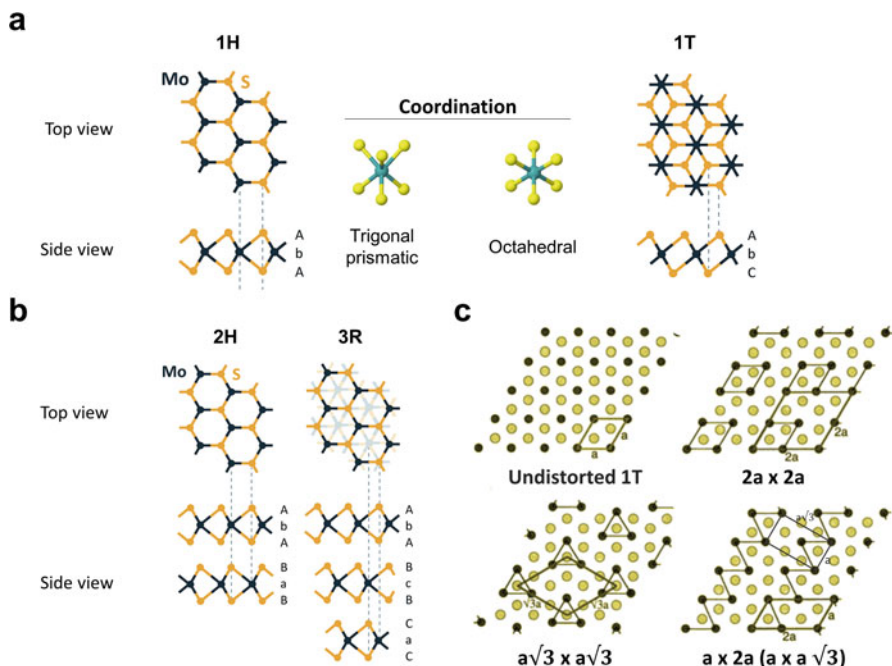 a
1H
1T
Mo
S
Coordination
Top view
Side view
A
b
A
Trigonal
prismatic
Octahedral
A
b
C
b
2H
3R
Mo
S
Top view
A
b
A
A
b
A
Side view
B
a
B
B
c
B
C
a
C
c
a
a
Undistorted 1T
2a
2a
2a x 2a
√3a
√3a
a√3 x a√3
a√3
a
a
2a
a x 2a (a x a √3)